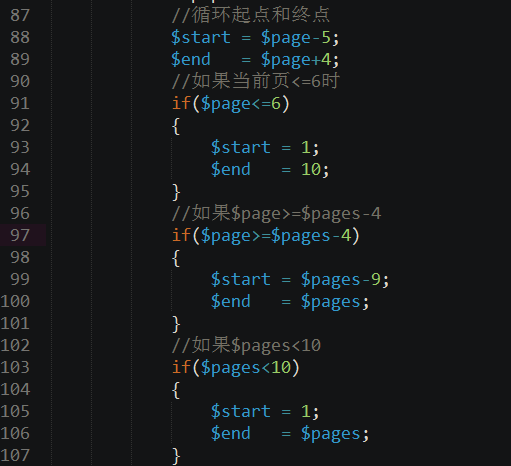 87 //循环起点和终点
88 $start = $page-5;
89 $end   = $page+4;
90 //如果当前页<=6时
91 if($page<=6)
92 {
93     $start = 1;
94     $end   = 10;
95 }
96 //如果$page>=$pages-4
97 if($page>=$pages-4)
98 {
99     $start = $pages-9;
100     $end   = $pages;
101 }
102 //如果$pages<10
103 if($pages<10)
104 {
105     $start = 1;
106     $end   = $pages;
107 }